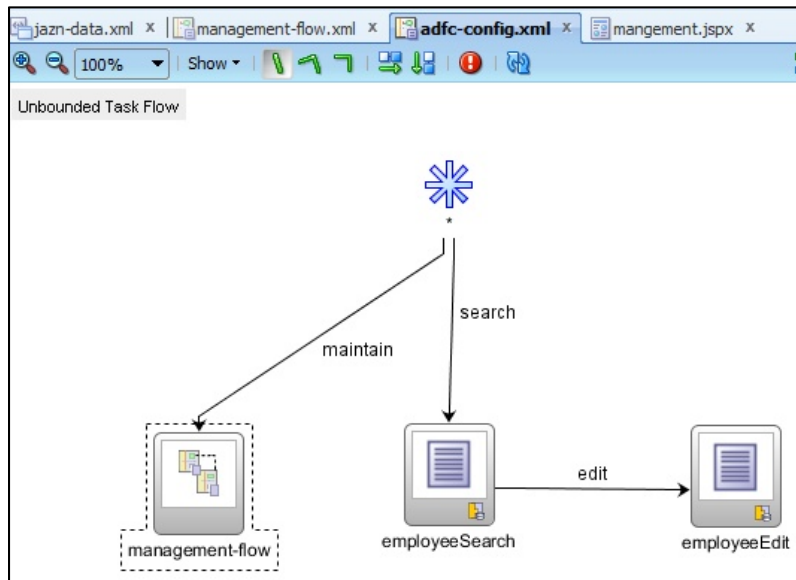 jazn-data.xml x management-flow.xml x adfc-config.xml x mangement.jspx x
100% Show
Unbounded Task Flow
*
search
maintain
edit
management-flow employeeSearch employeeEdit